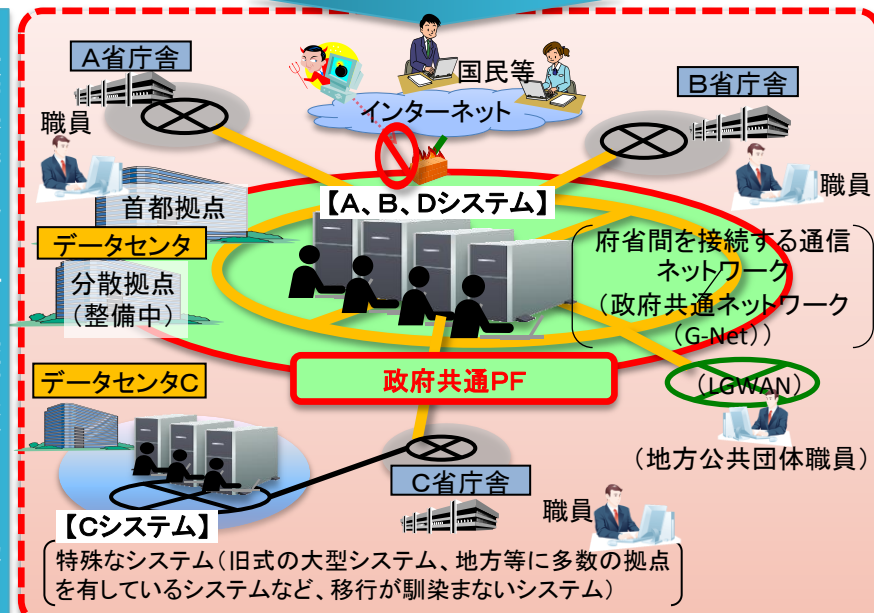 A省庁舎
国民等
B省庁舎
インターネット
職員
職員
【A、B、Dシステム】
首都拠点
データセンタ
分散拠点
（整備中）
府省間を接続する通信
ネットワーク
（政府共通ネットワーク
（G-Net））
政府共通PF
データセンタC
（LGWAN）
（地方公共団体職員）
C省庁舎
職員
【Cシステム】
特殊なシステム（旧式の大型システム、地方等に多数の拠点
を有しているシステムなど、移行が馴染まないシステム）